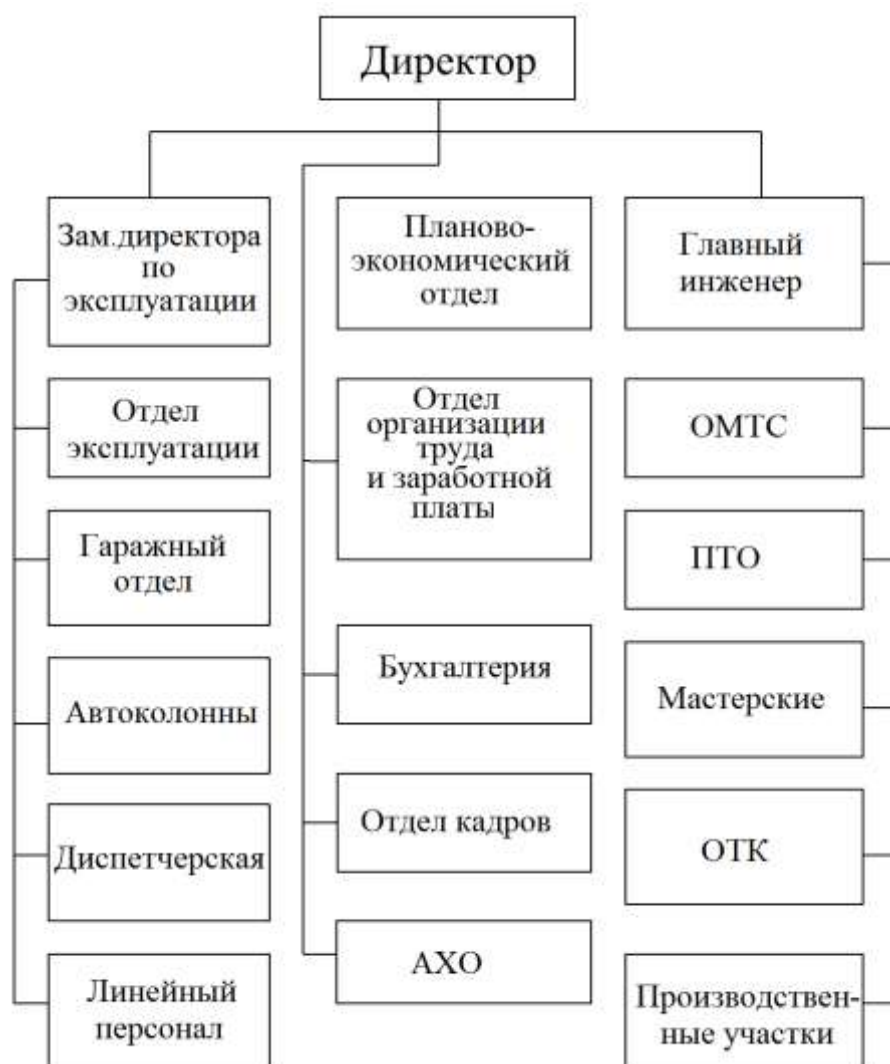 Директор
Зам.директора
по
эксплуатации
Отдел
эксплуатации
Гаражный
отдел
Автоколонны
Диспетчерская
Линейный
персонал
Планово-
экономический
отдел
Отдел
организации
труда
и заработной
платы
Бухгалтерия
Отдел кадров
АХО
Главный
инженер
ОМТС
ПТО
Мастерские
ОТК
Производствен-
ные участки